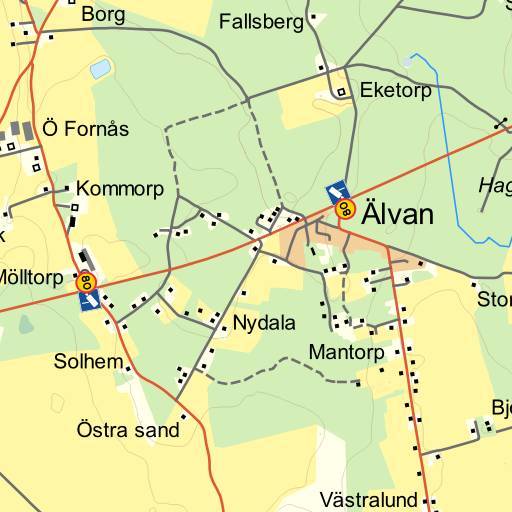 Borg
Fallsberg
Eketorp
Ö Fornås
Hag
Kommorp
80
Älvan
k
Mölltorp
80
Stor
Nydala
Solhem
Mantorp
Östra sand
Bj
Västralund